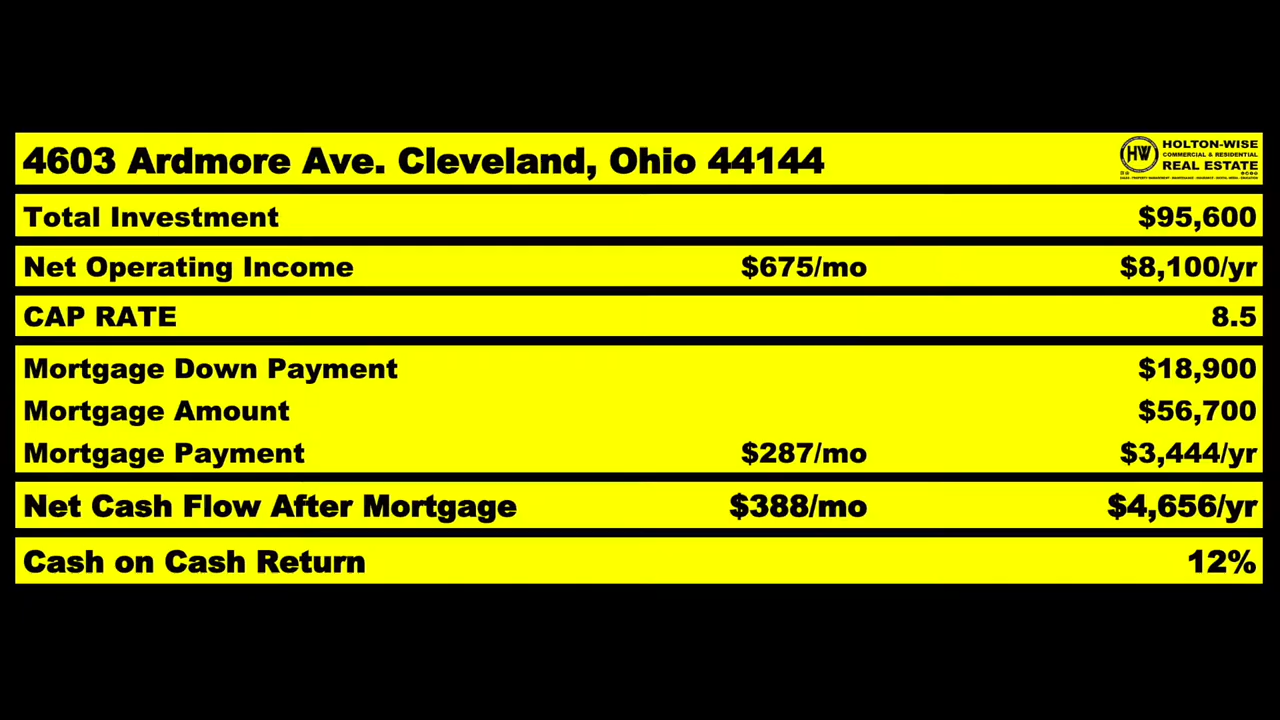 4603 Ardmore Ave. Cleveland, Ohio 44144
HW
HOLTON-WISE
COMMERCIAL & RESIDENTIAL
REAL ESTATE
Total Investment $95,600
Net Operating Income $675/mo $8,100/yr
CAP RATE 8.5
Mortgage Down Payment $18,900
Mortgage Amount $56,700
Mortgage Payment $287/mo $3,444/yr
Net Cash Flow After Mortgage $388/mo $4,656/yr
Cash on Cash Return 12%